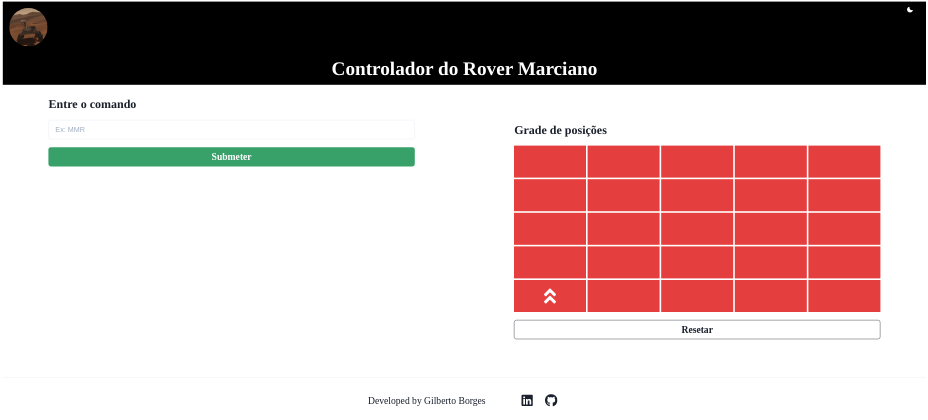 Controlador do Rover Marciano
Entre o comando
Ex: MMR
Submeter
Grade de posições
Resetar
Developed by Gilberto Borges